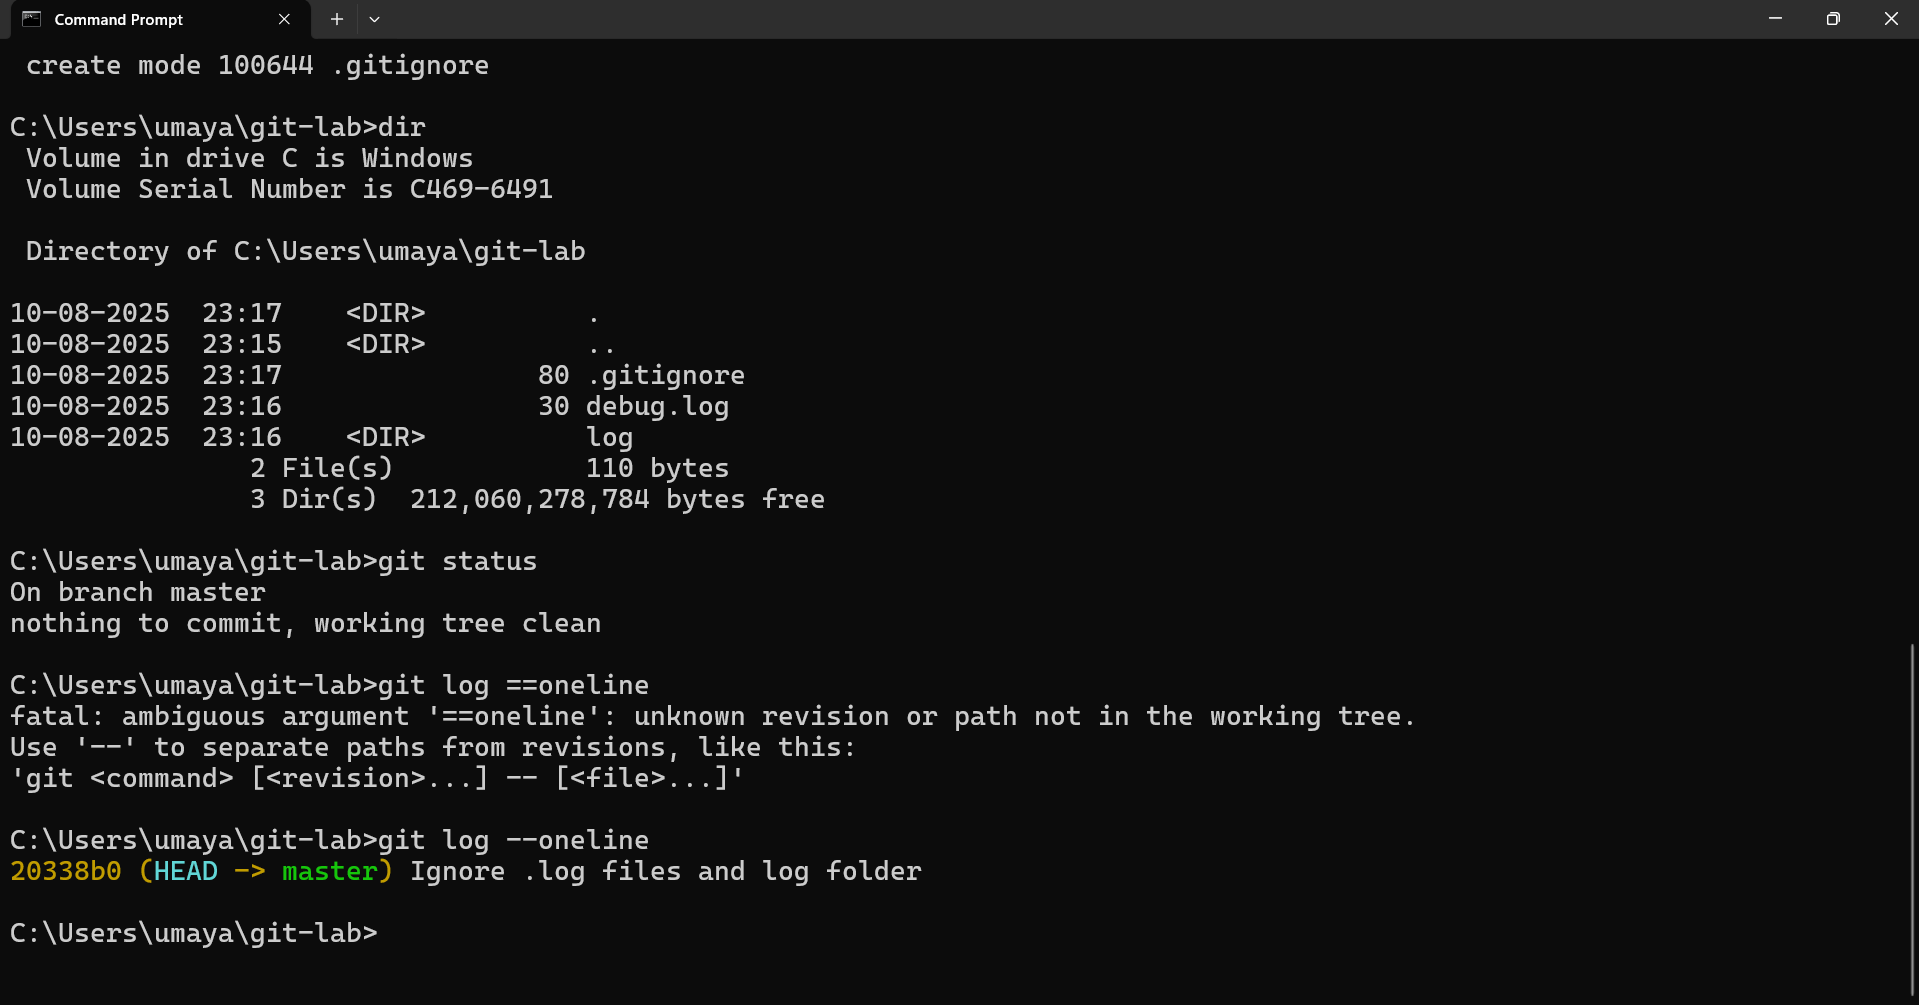 Command Prompt
 create mode 100644 .gitignore

C:\Users\umaya\git-lab>dir
 Volume in drive C is Windows
 Volume Serial Number is C469-6491

 Directory of C:\Users\umaya\git-lab

10-08-2025  23:17    <DIR>          .
10-08-2025  23:15    <DIR>          ..
10-08-2025  23:17                80 .gitignore
10-08-2025  23:16                30 debug.log
10-08-2025  23:16    <DIR>          log
               2 File(s)            110 bytes
               3 Dir(s)  212,060,278,784 bytes free

C:\Users\umaya\git-lab>git status
On branch master
nothing to commit, working tree clean

C:\Users\umaya\git-lab>git log ==oneline
fatal: ambiguous argument '==oneline': unknown revision or path not in the working tree.
Use '--' to separate paths from revisions, like this:
'git <command> [<revision>...] -- [<file>...]'

C:\Users\umaya\git-lab>git log --oneline
20338b0 (HEAD -> master) Ignore .log files and log folder

C:\Users\umaya\git-lab>